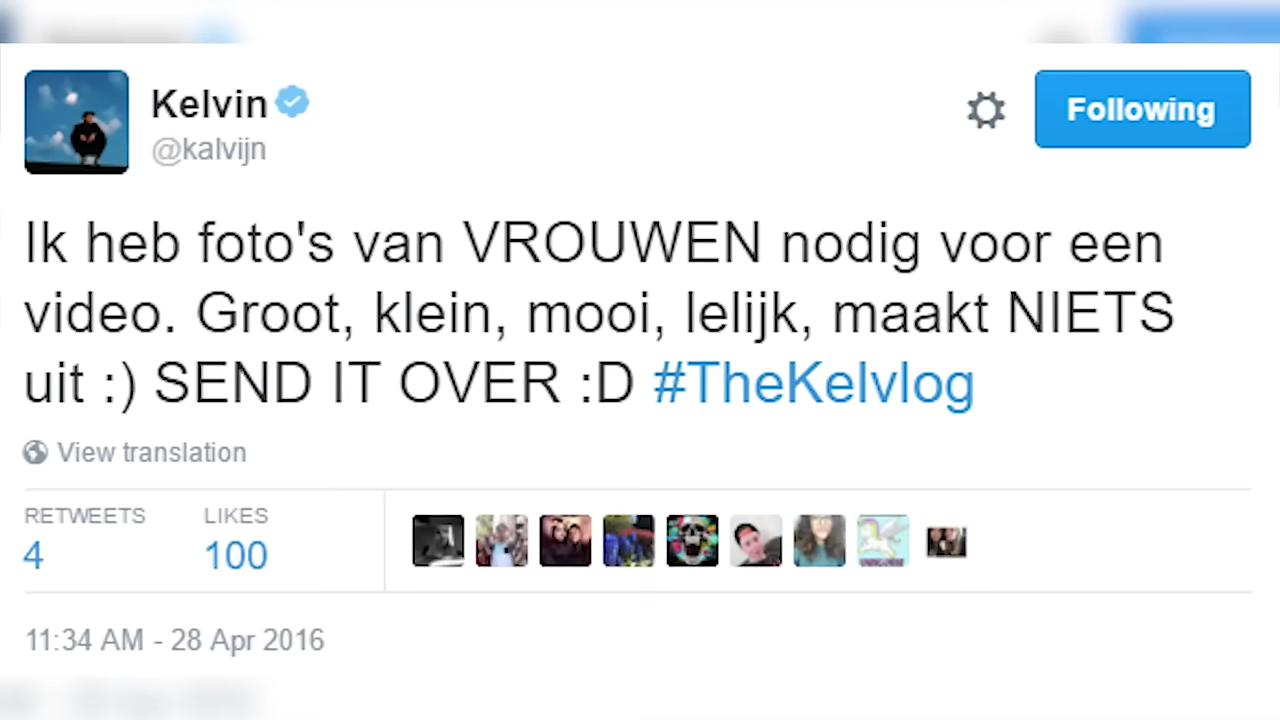 Kelvin
@kalvijn
Following
Ik heb foto's van VROUWEN nodig voor een
video. Groot, klein, mooi, lelijk, maakt NIETS
uit :) SEND IT OVER :D #TheKelvlog
View translation
RETWEETS LIKES
4 100
11:34 AM - 28 Apr 2016